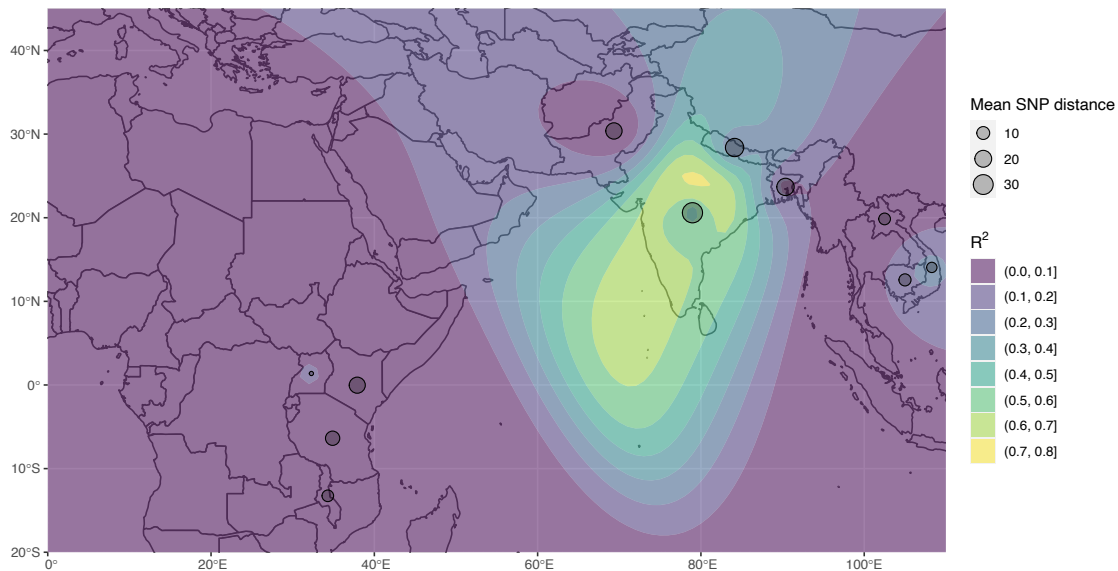 40°N
30°N
20°N
10°N
0°
10°S
20°S
0°
20°E
40°E
60°E
80°E
100°E
Mean SNP distance
10
20
30
R²
(0.0, 0.1]
(0.1, 0.2]
(0.2, 0.3]
(0.3, 0.4]
(0.4, 0.5]
(0.5, 0.6]
(0.6, 0.7]
(0.7, 0.8]